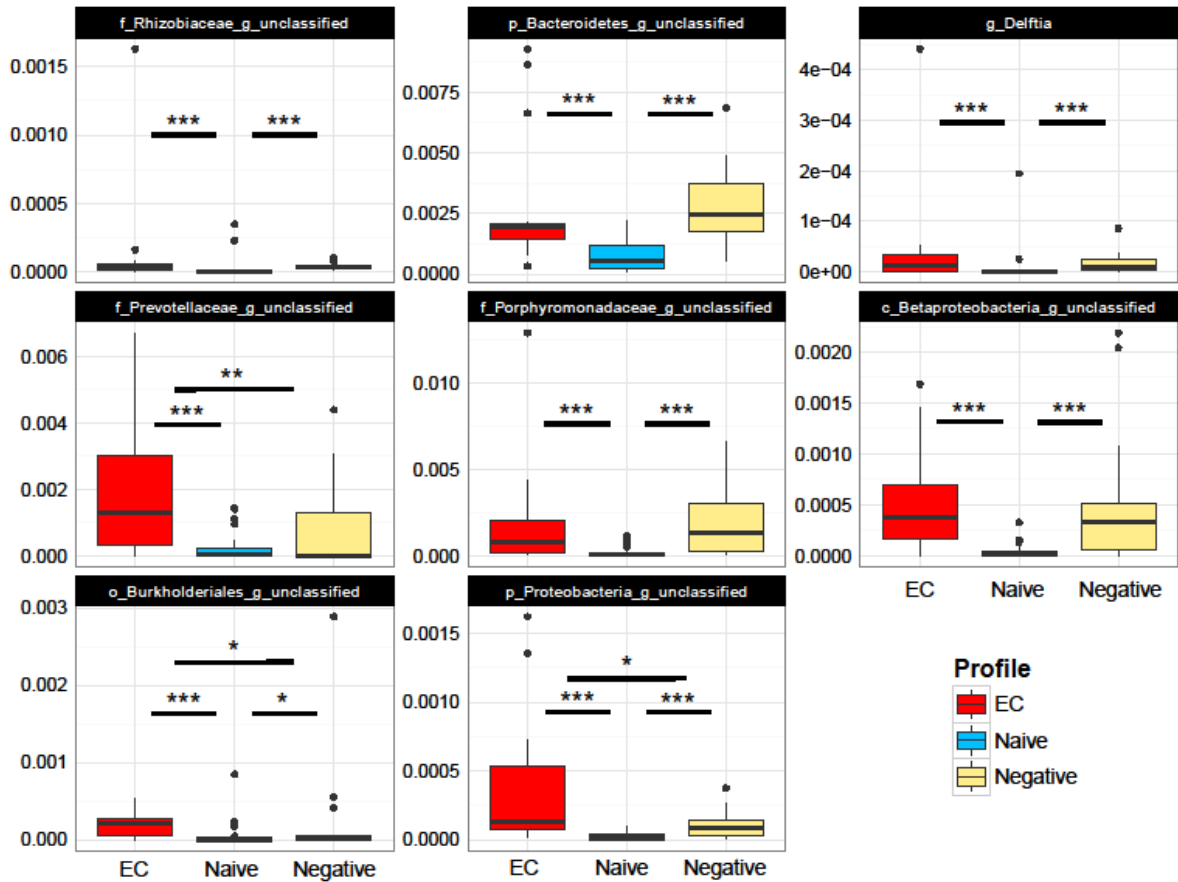 f_Rhizobiaceae_g_unclassified
p_Bacteroidetes_g_unclassified
g_Delftia
0.0015
0.0010
0.0005
0.0000
*** ***
0.0075
0.0050
0.0025
0.0000
*** ***
4e−04
3e−04
2e−04
1e−04
0e+00
*** ***
f_Prevotellaceae_g_unclassified
f_Porphyromonadaceae_g_unclassified
c_Betaproteobacteria_g_unclassified
0.006
0.004
0.002
0.000
**
***
0.010
0.005
0.000
*** ***
0.0020
0.0015
0.0010
0.0005
0.0000
*** ***
EC Naive Negative
o_Burkholderiales_g_unclassified
p_Proteobacteria_g_unclassified
0.003
0.002
0.001
0.000
*
*** *
EC Naive Negative
0.0015
0.0010
0.0005
0.0000
*
*** ***
EC Naive Negative
Profile
EC
Naive
Negative